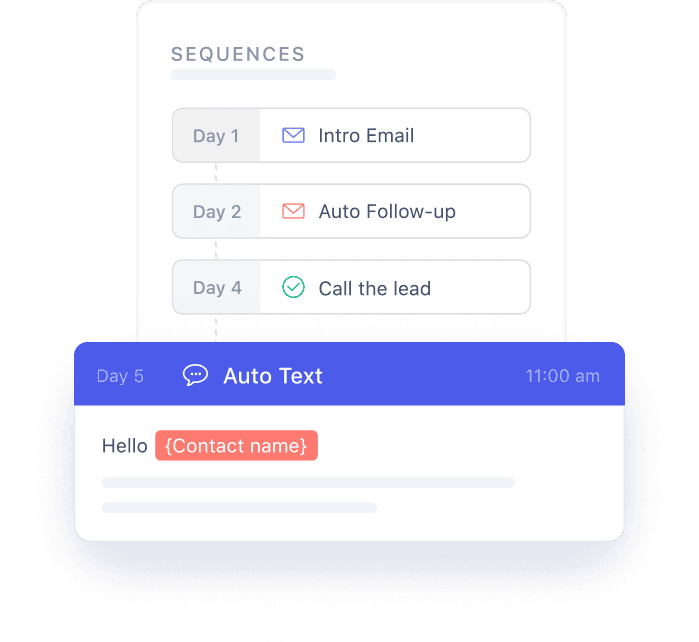 SEQUENCES
Day 1 Intro Email
Day 2 Auto Follow-up
Day 4 Call the lead
Day 5 Auto Text 11:00 am
Hello {Contact name}